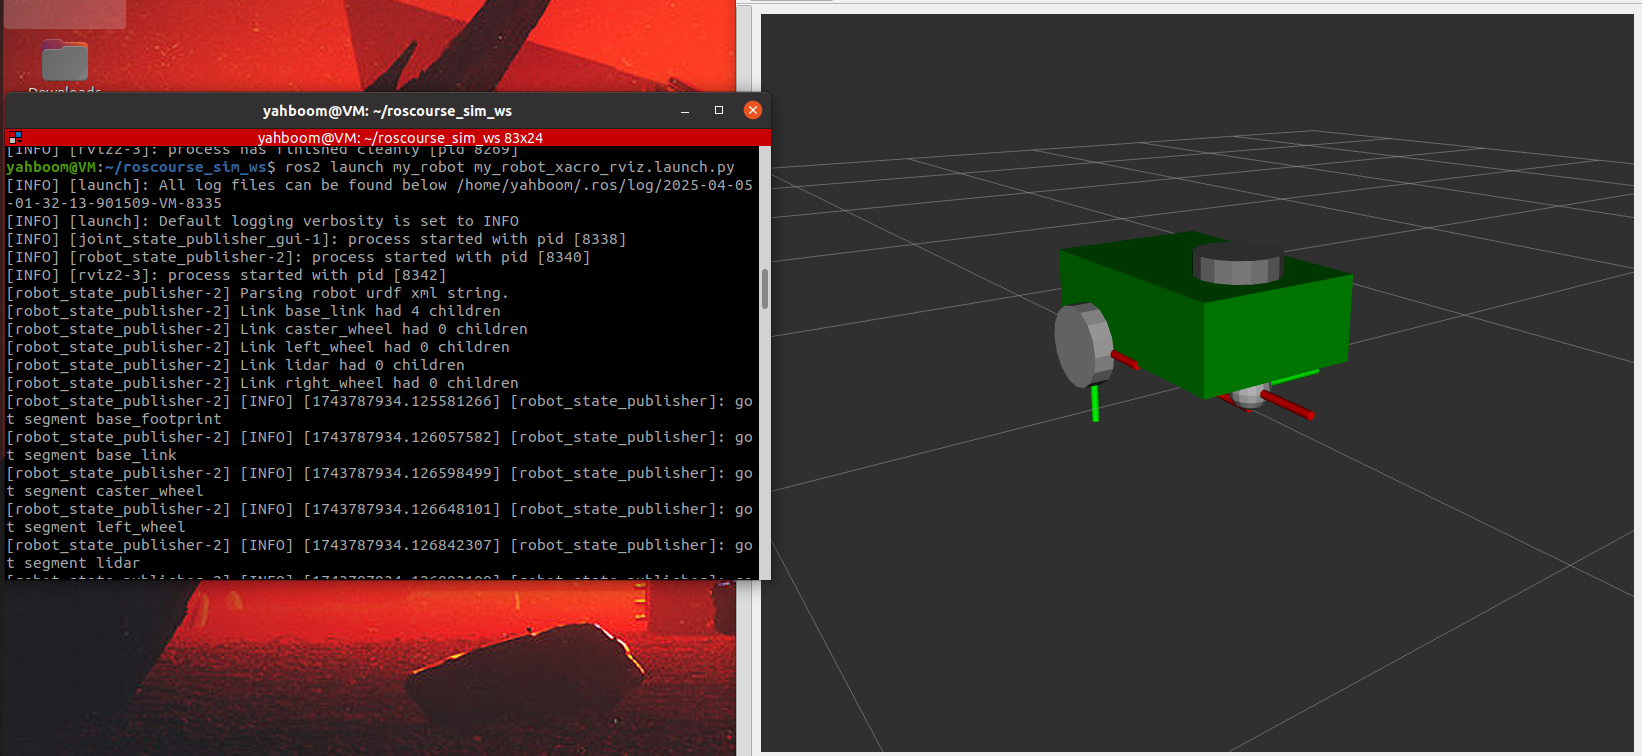 Downloads
yahboom@VM: ~/roscourse_sim_ws
yahboom@VM: ~/roscourse_sim_ws 83x24
[INFO] [rviz2-3]: process has finished cleanly [pid 8269]
yahboom@VM:~/roscourse_sim_ws$ ros2 launch my_robot my_robot_xacro_rviz.launch.py
[INFO] [launch]: All log files can be found below /home/yahboom/.ros/log/2025-04-05
-01-32-13-901509-VM-8335
[INFO] [launch]: Default logging verbosity is set to INFO
[INFO] [joint_state_publisher_gui-1]: process started with pid [8338]
[INFO] [robot_state_publisher-2]: process started with pid [8340]
[INFO] [rviz2-3]: process started with pid [8342]
[robot_state_publisher-2] Parsing robot urdf xml string.
[robot_state_publisher-2] Link base_link had 4 children
[robot_state_publisher-2] Link caster_wheel had 0 children
[robot_state_publisher-2] Link left_wheel had 0 children
[robot_state_publisher-2] Link lidar had 0 children
[robot_state_publisher-2] Link right_wheel had 0 children
[robot_state_publisher-2] [INFO] [1743787934.125581266] [robot_state_publisher]: go
t segment base_footprint
[robot_state_publisher-2] [INFO] [1743787934.126057582] [robot_state_publisher]: go
t segment base_link
[robot_state_publisher-2] [INFO] [1743787934.126598499] [robot_state_publisher]: go
t segment caster_wheel
[robot_state_publisher-2] [INFO] [1743787934.126648101] [robot_state_publisher]: go
t segment left_wheel
[robot_state_publisher-2] [INFO] [1743787934.126842307] [robot_state_publisher]: go
t segment lidar